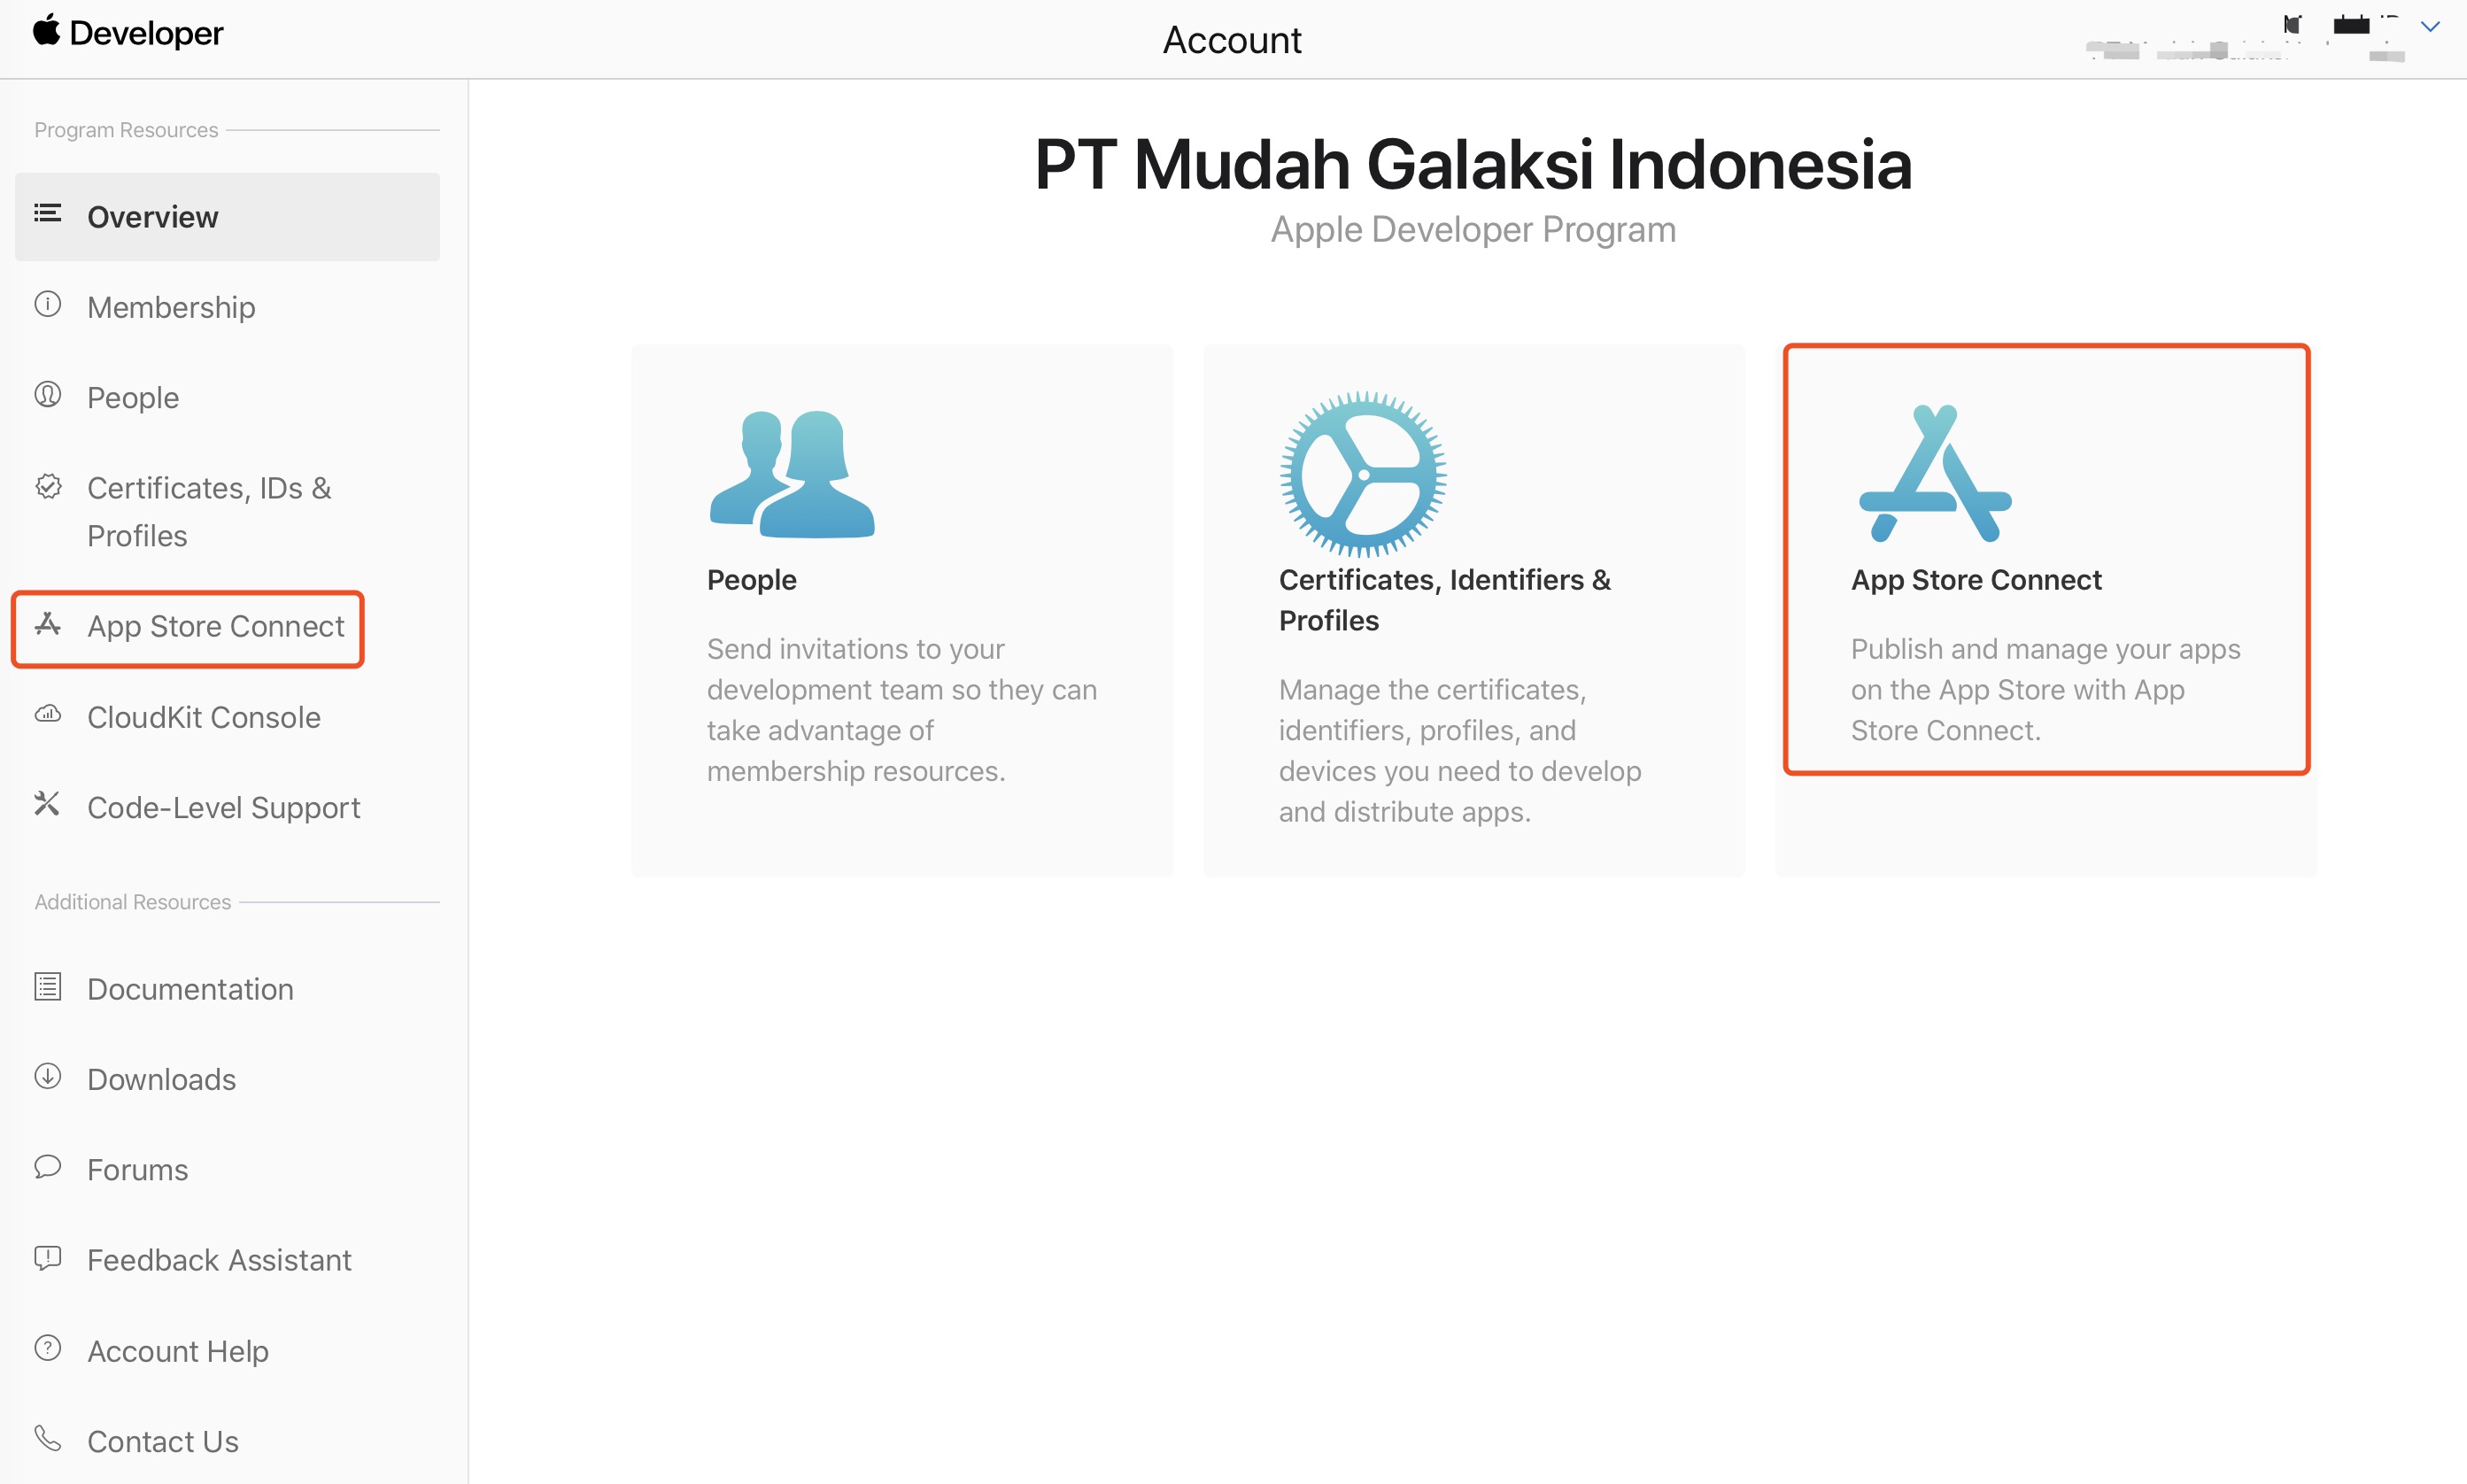 Developer
Account
Program Resources
Overview
Membership
People
Certificates, IDs &
Profiles
App Store Connect
CloudKit Console
Code-Level Support
Additional Resources
Documentation
Downloads
Forums
Feedback Assistant
Account Help
Contact Us
PT Mudah Galaksi Indonesia
Apple Developer Program
People
Send invitations to your
development team so they can
take advantage of
membership resources.
Certificates, Identifiers &
Profiles
Manage the certificates,
identifiers, profiles, and
devices you need to develop
and distribute apps.
App Store Connect
Publish and manage your apps
on the App Store with App
Store Connect.